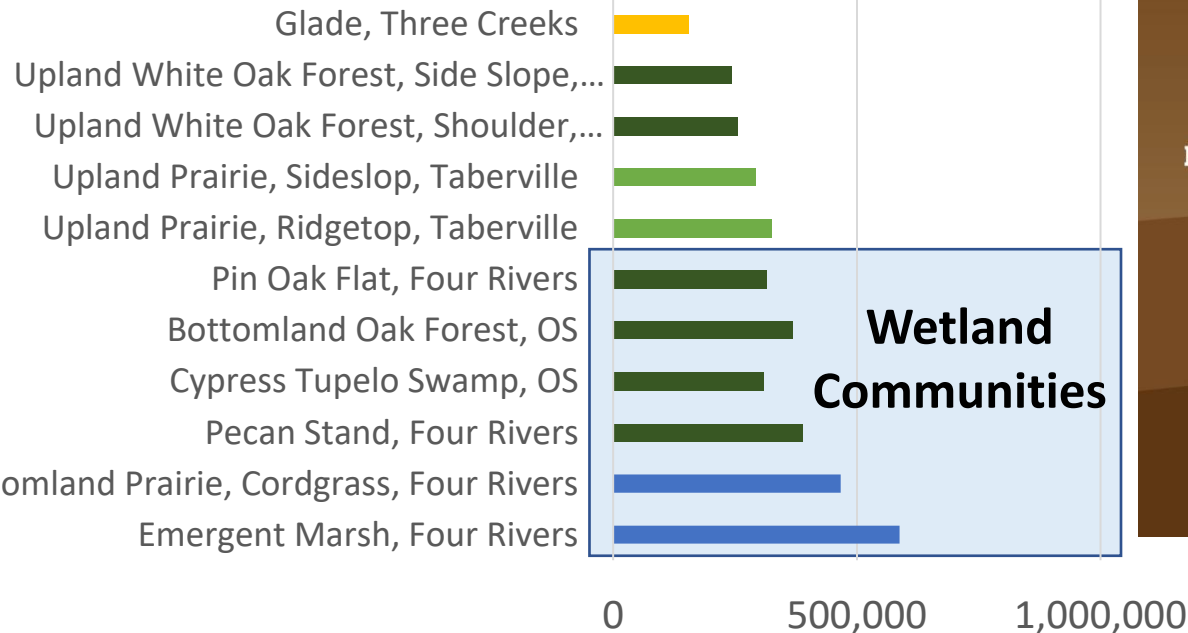 Glade, Three Creeks
Upland White Oak Forest, Side Slope,...
Upland White Oak Forest, Shoulder,...
Upland Prairie, Sideslop, Taberville
Upland Prairie, Ridgetop, Taberville
Pin Oak Flat, Four Rivers
Bottomland Oak Forest, OS
Cypress Tupelo Swamp, OS
Pecan Stand, Four Rivers
omland Prairie, Cordgrass, Four Rivers
Emergent Marsh, Four Rivers
Wetland
Communities
0 500,000 1,000,000